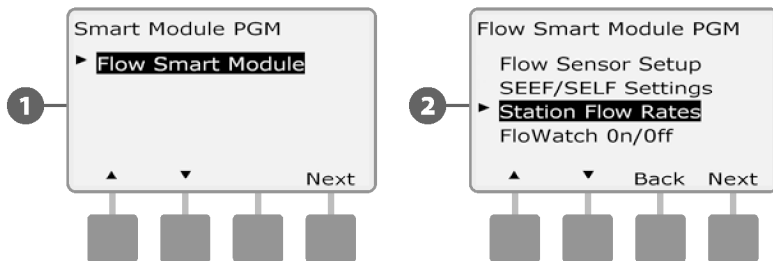 Smart Module PGM
► Flow Smart Module
1
▲ ▼ Next
Flow Smart Module PGM
Flow Sensor Setup
SEEF/SELF Settings
► Station Flow Rates
2
FloWatch 0n/0ff
▲ ▼ Back Next